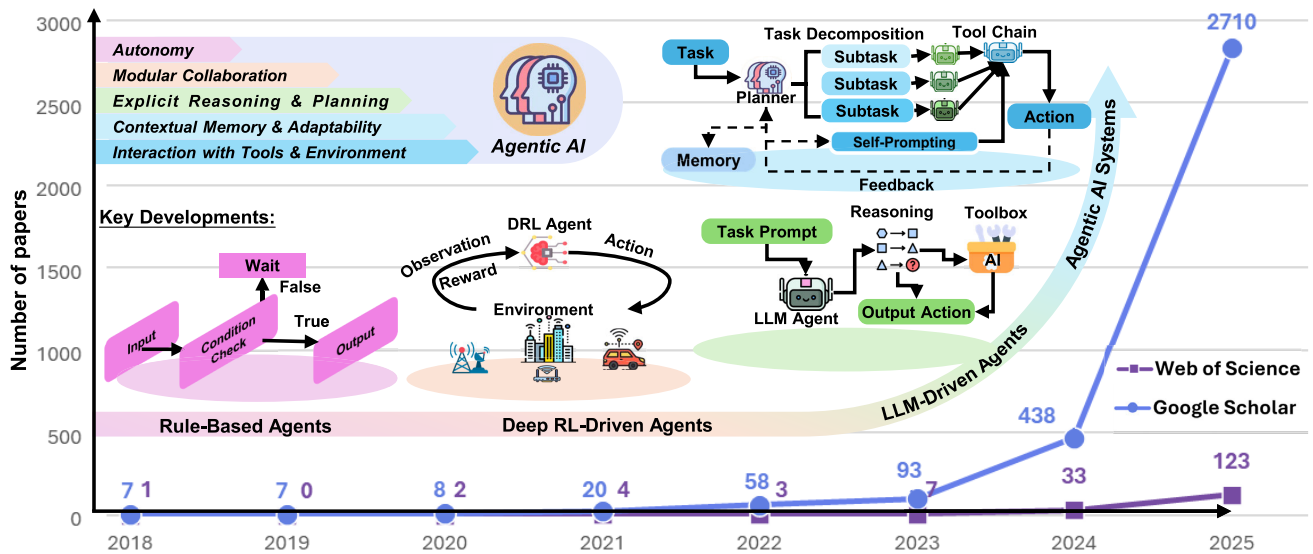 3000
2500
2000
1500
1000
500
0
Number of papers
Autonomy
Modular Collaboration
Explicit Reasoning & Planning
Contextual Memory & Adaptability
Interaction with Tools & Environment
Agentic AI
Task
Task Decomposition
Tool Chain
Planner
Subtask
Subtask
Subtask
Action
Memory
Self-Prompting
Feedback
Key Developments:
Input
Condition
Check
Wait
False
True
Output
DRL Agent
Observation
Reward
Action
Environment
Task Prompt
LLM Agent
Reasoning
?
Toolbox
AI
Output Action
Rule-Based Agents
Deep RL-Driven Agents
LLM-Driven Agents
Agentic AI Systems
Web of Science
Google Scholar
7 1
7 0
8 2
20 4
58 3
93 7
438
33
2710
123
2018
2019
2020
2021
2022
2023
2024
2025